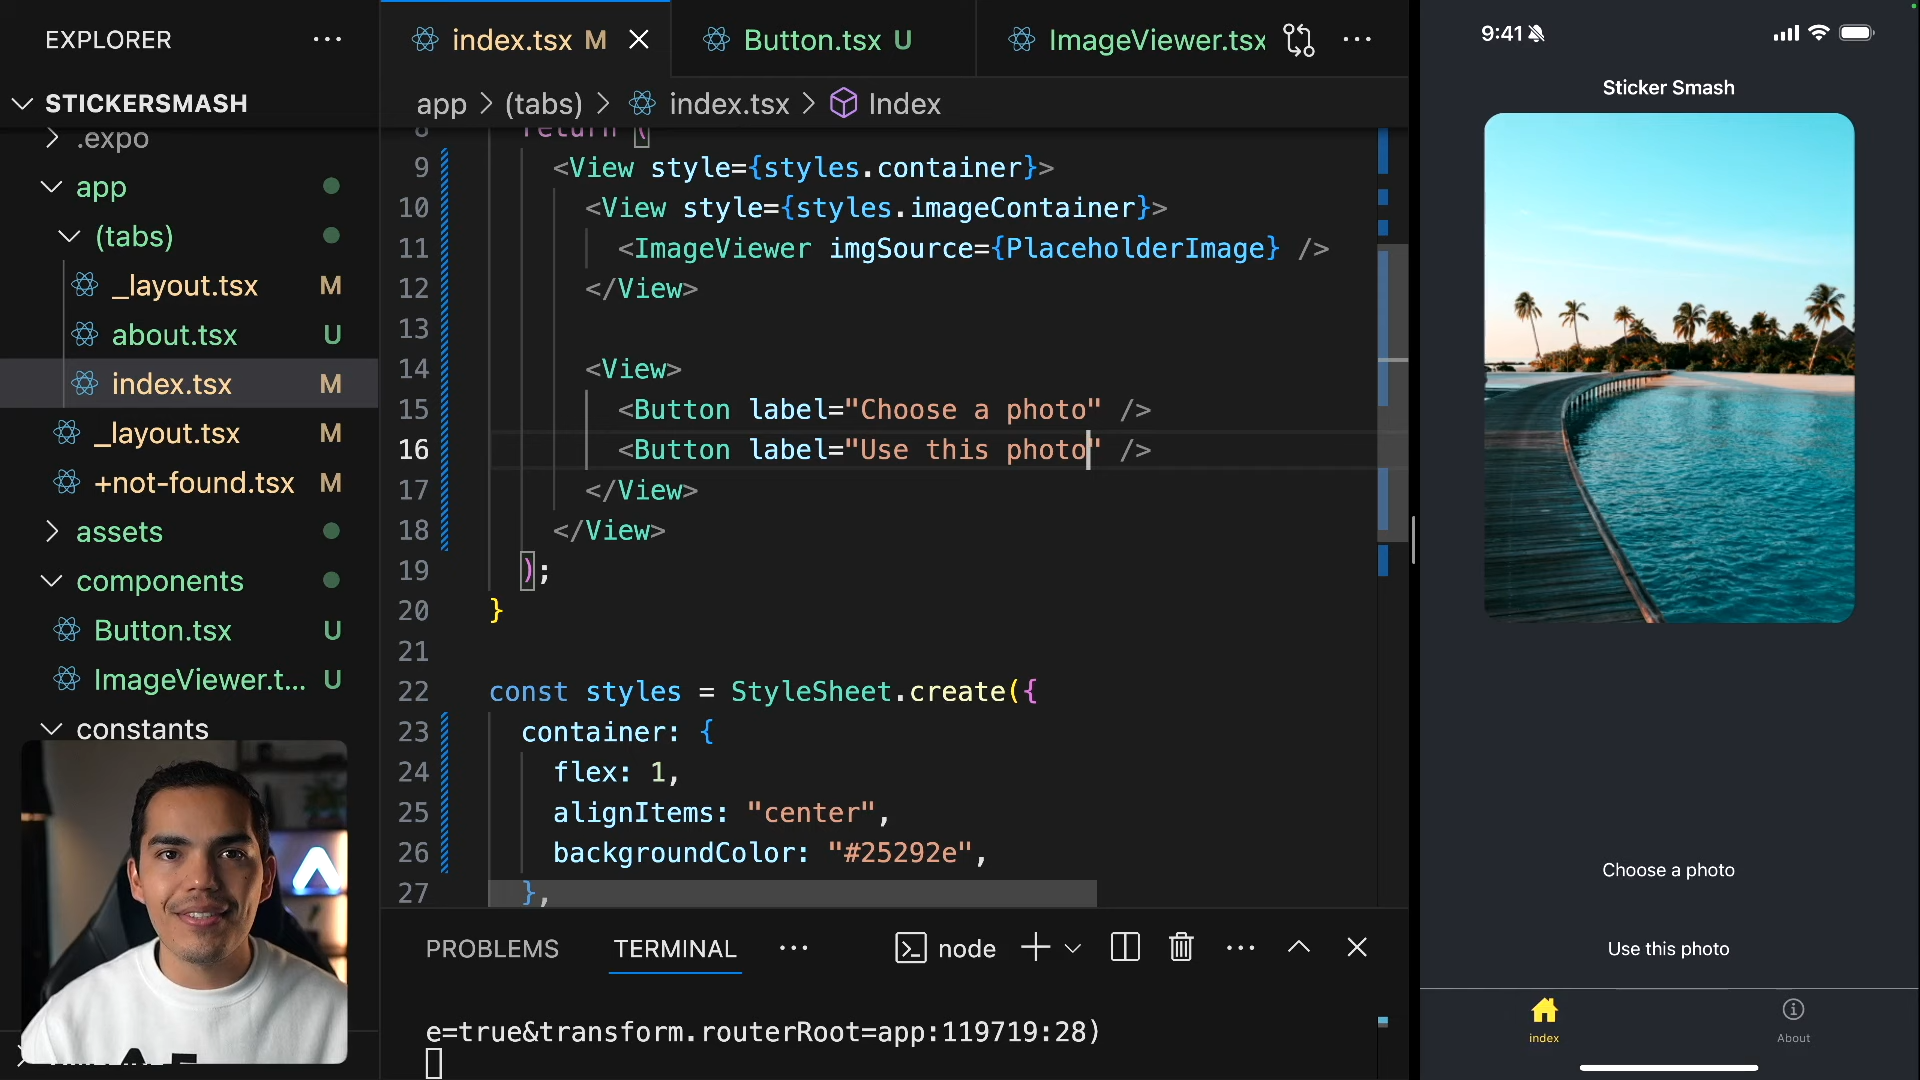 EXPLORER
STICKERSMASH
.expo
app
(tabs)
_layout.tsx M
about.tsx U
index.tsx M
_layout.tsx M
+not-found.tsx M
assets
components
Button.tsx U
ImageViewer.t... U
constants
index.tsx M
Button.tsx U
ImageViewer.tsx
app > (tabs) > index.tsx > Index
8 return (
9 <View style={styles.container}>
10 <View style={styles.imageContainer}>
11 <ImageViewer imgSource={PlaceholderImage} />
12 </View>
13
14 <View>
15 <Button label="Choose a photo" />
16 <Button label="Use this photo" />
17 </View>
18 </View>
19 );
20 }
21
22 const styles = StyleSheet.create({
23 container: {
24 flex: 1,
25 alignItems: "center",
26 backgroundColor: "#25292e",
27 },
PROBLEMS
TERMINAL
node
e=true&transform.routerRoot=app:119719:28)
9:41
Sticker Smash
Choose a photo
Use this photo
index
About